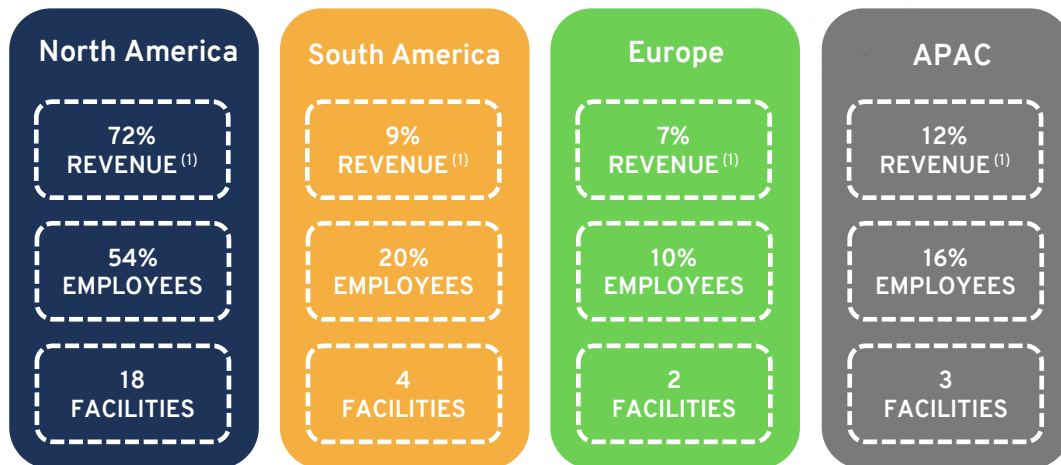 North America
72%
REVENUE (1)
54%
EMPLOYEES
18
FACILITIES
South America
9%
REVENUE (1)
20%
EMPLOYEES
4
FACILITIES
Europe
7%
REVENUE (1)
10%
EMPLOYEES
2
FACILITIES
APAC
12%
REVENUE (1)
16%
EMPLOYEES
3
FACILITIES